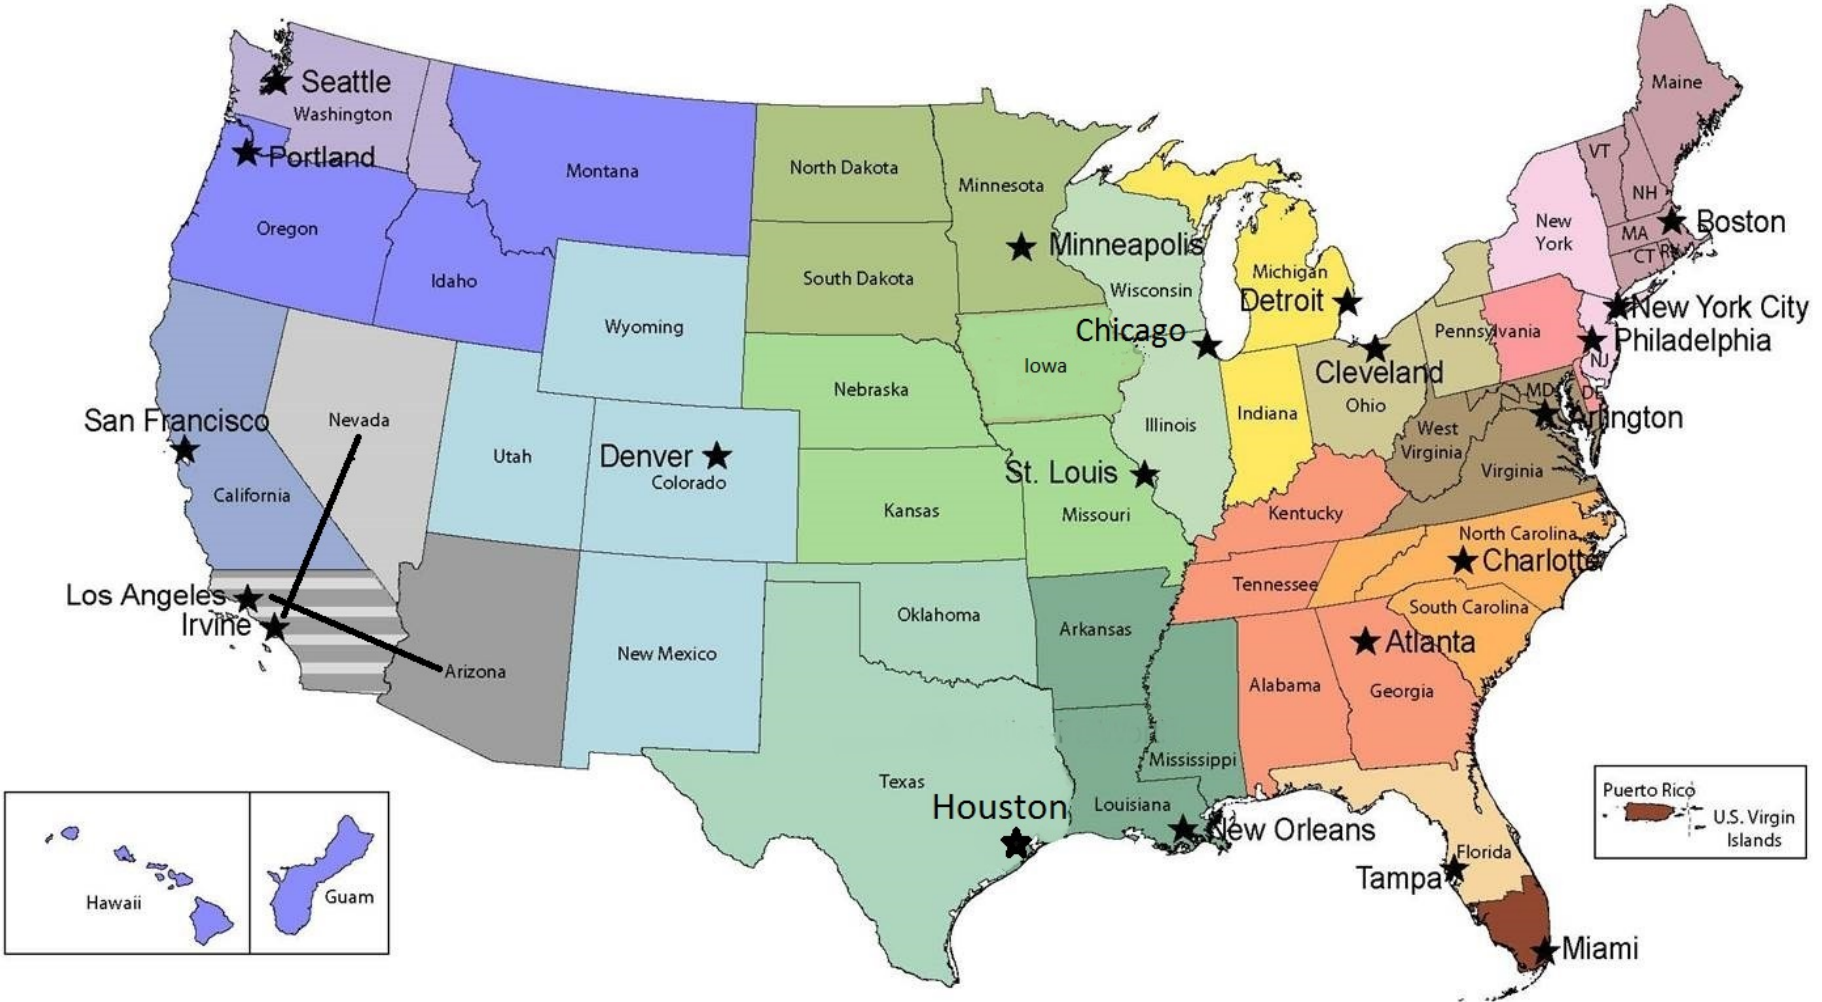 Seattle
Washington
Portland
Oregon
Idaho
Montana
Wyoming
North Dakota
South Dakota
Minnesota
Minneapolis
Wisconsin
Michigan
Detroit
Chicago
Iowa
Nebraska
Illinois
Indiana
Cleveland
Ohio
Pennsylvania
New
York
Maine
VT
NH
MA
CT
RI
Boston
New York City
Philadelphia
NJ
MD
DE
Arlington
West
Virginia
Virginia
San Francisco
California
Nevada
Utah
Denver
Colorado
Kansas
St. Louis
Missouri
Kentucky
Tennessee
North Carolina
Charlotte
South Carolina
Los Angeles
Irvine
Arizona
New Mexico
Oklahoma
Arkansas
Texas
Houston
Louisiana
New Orleans
Mississippi
Alabama
Georgia
Atlanta
Florida
Tampa
Miami
Hawaii
Guam
Puerto Rico
U.S. Virgin
Islands